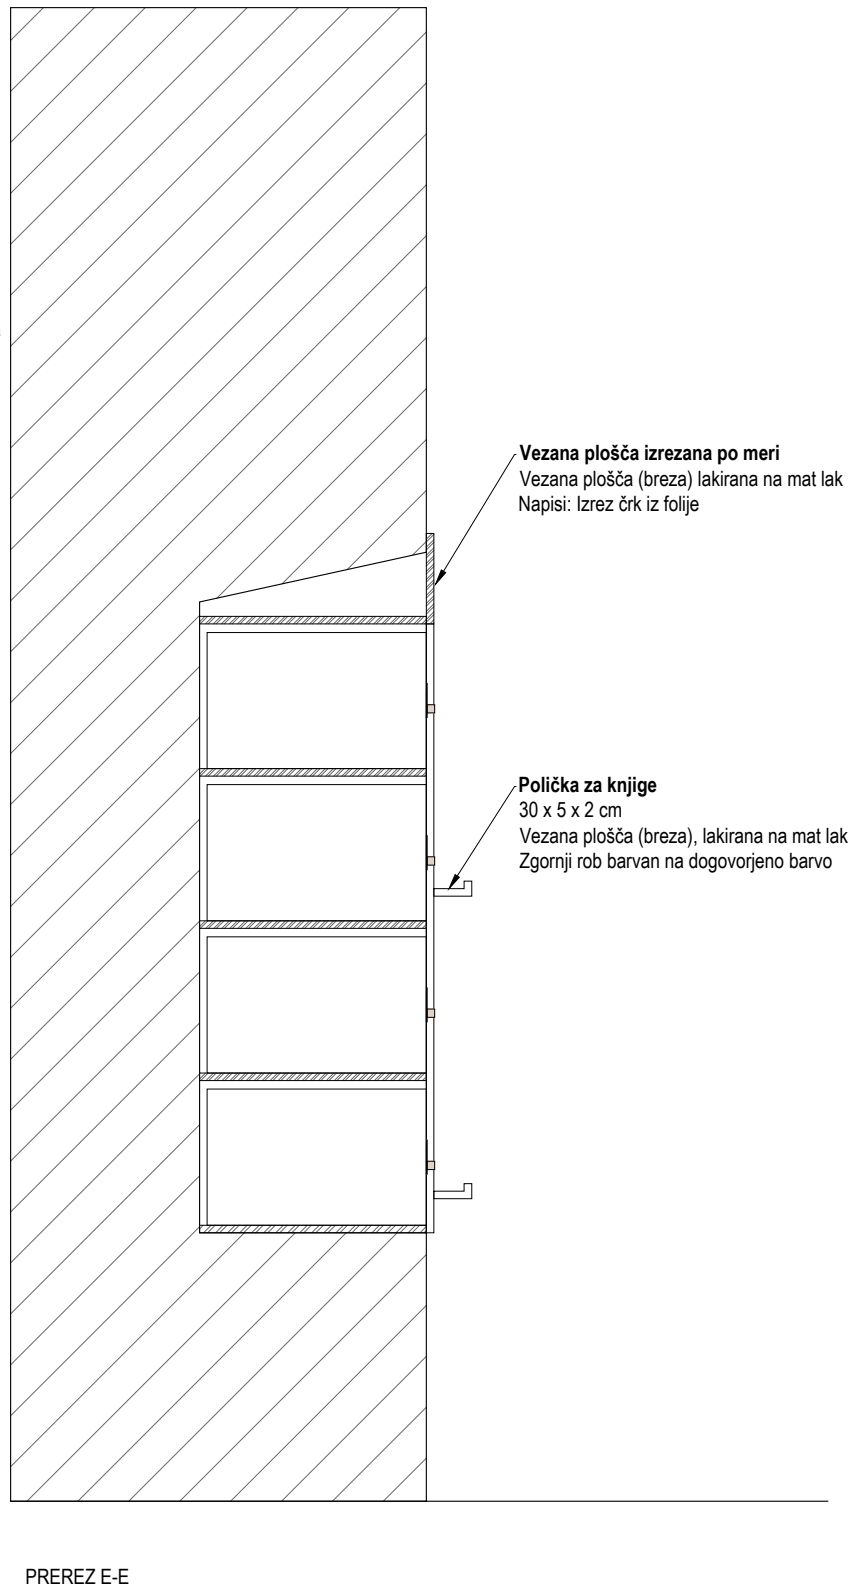 Vezana plošča izrezana po meri
Vezana plošča (breza) lakirana na mat lak
Napisi: Izrez črk iz folije
Polička za knjige
30 x 5 x 2 cm
Vezana plošča (breza), lakirana na mat lak
Zgornji rob barvan na dogovorjeno barvo
PREREZ E-E